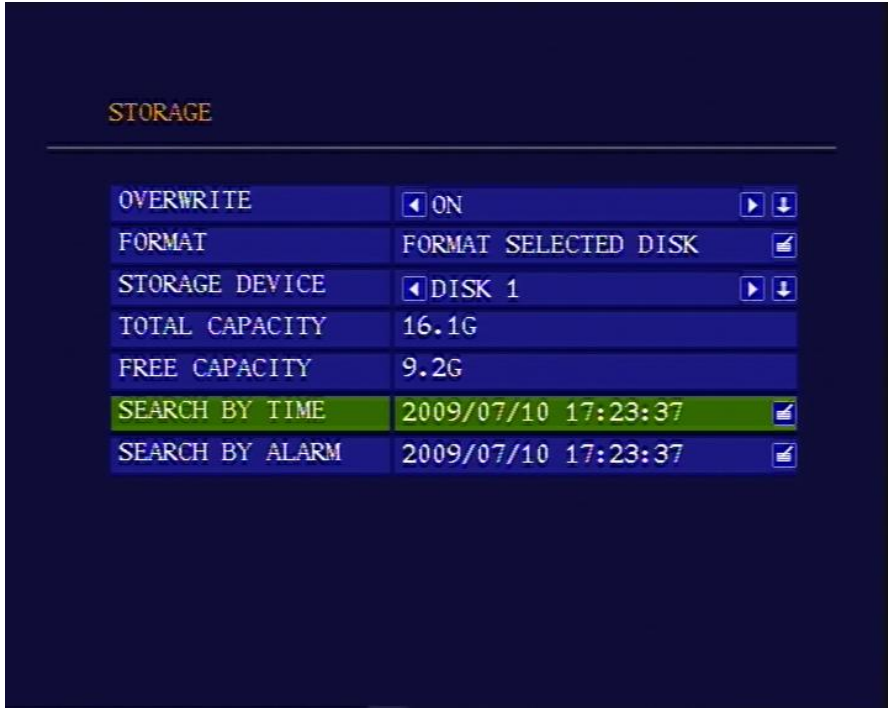 STORAGE
OVERWRITE ON
FORMAT FORMAT SELECTED DISK
STORAGE DEVICE DISK 1
TOTAL CAPACITY 16.1G
FREE CAPACITY 9.2G
SEARCH BY TIME 2009/07/10 17:23:37
SEARCH BY ALARM 2009/07/10 17:23:37